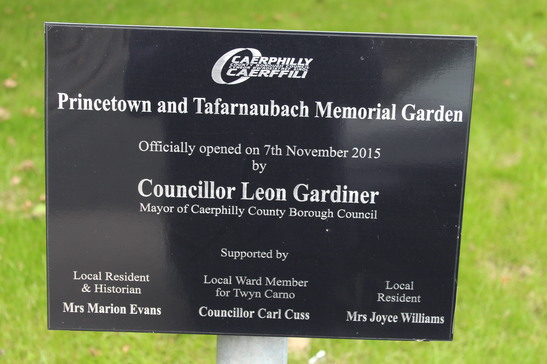 CAERPHILLY
CAERFFILI
Princetown and Tafarnaubach Memorial Garden
Officially opened on 7th November 2015
by
Councillor Leon Gardiner
Mayor of Caerphilly County Borough Council
Supported by
Local Resident
& Historian
Mrs Marion Evans
Local Ward Member
for Twyn Carno
Councillor Carl Cuss
Local
Resident
Mrs Joyce Williams